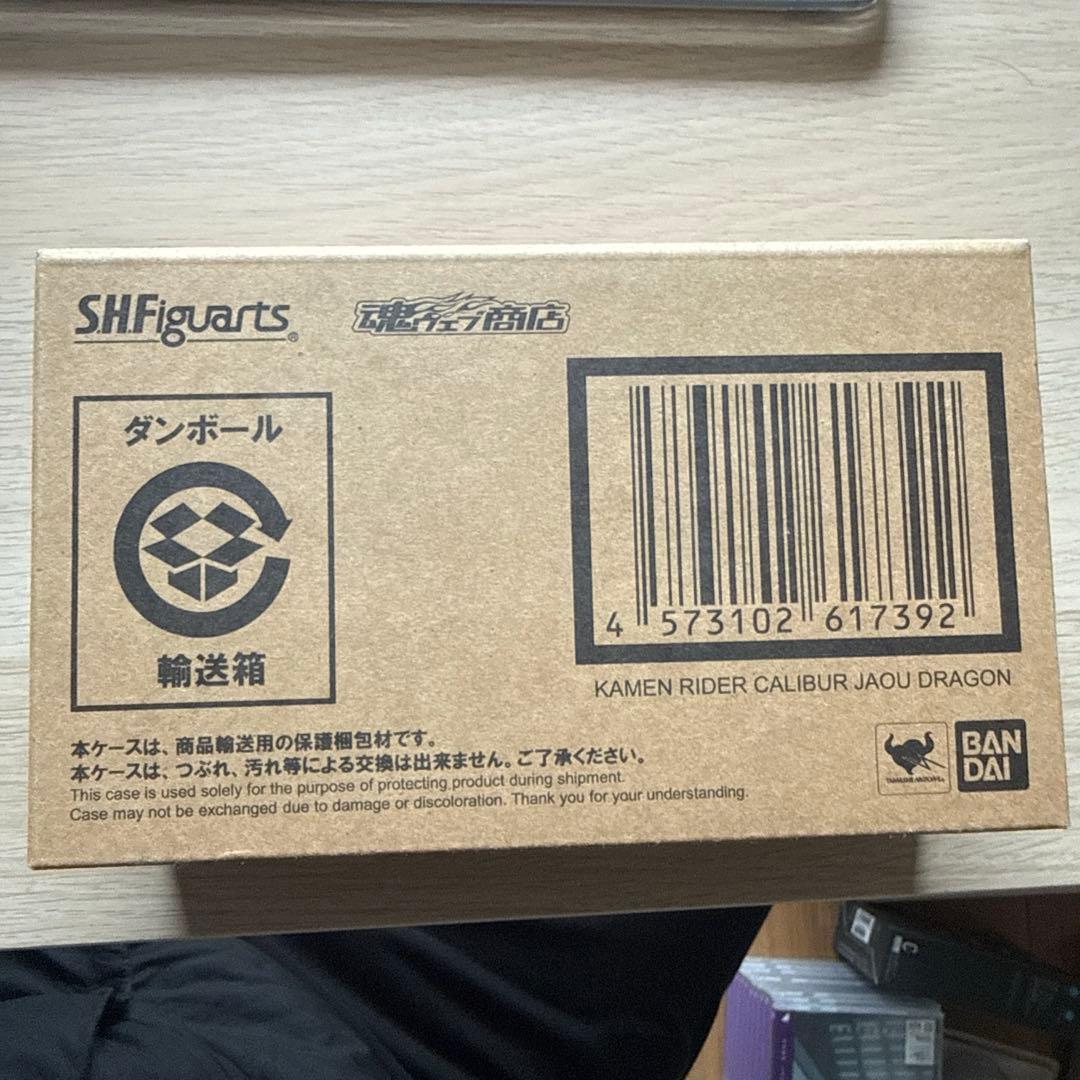 S.H.Figuarts®
魂ウェブ商店
ダンボール
輸送箱
4 573102 617392
KAMEN RIDER CALIBUR JAOU DRAGON
本ケースは、商品輸送用の保護梱包材です。
本ケースは、つぶれ、汚れ等による交換は出来ません。ご了承ください。
This case is used solely for the purpose of protecting product during shipment.
Case may not be exchanged due to damage or discoloration. Thank you for your understanding.
TAMASHII NATIONS
BAN
DAI
C